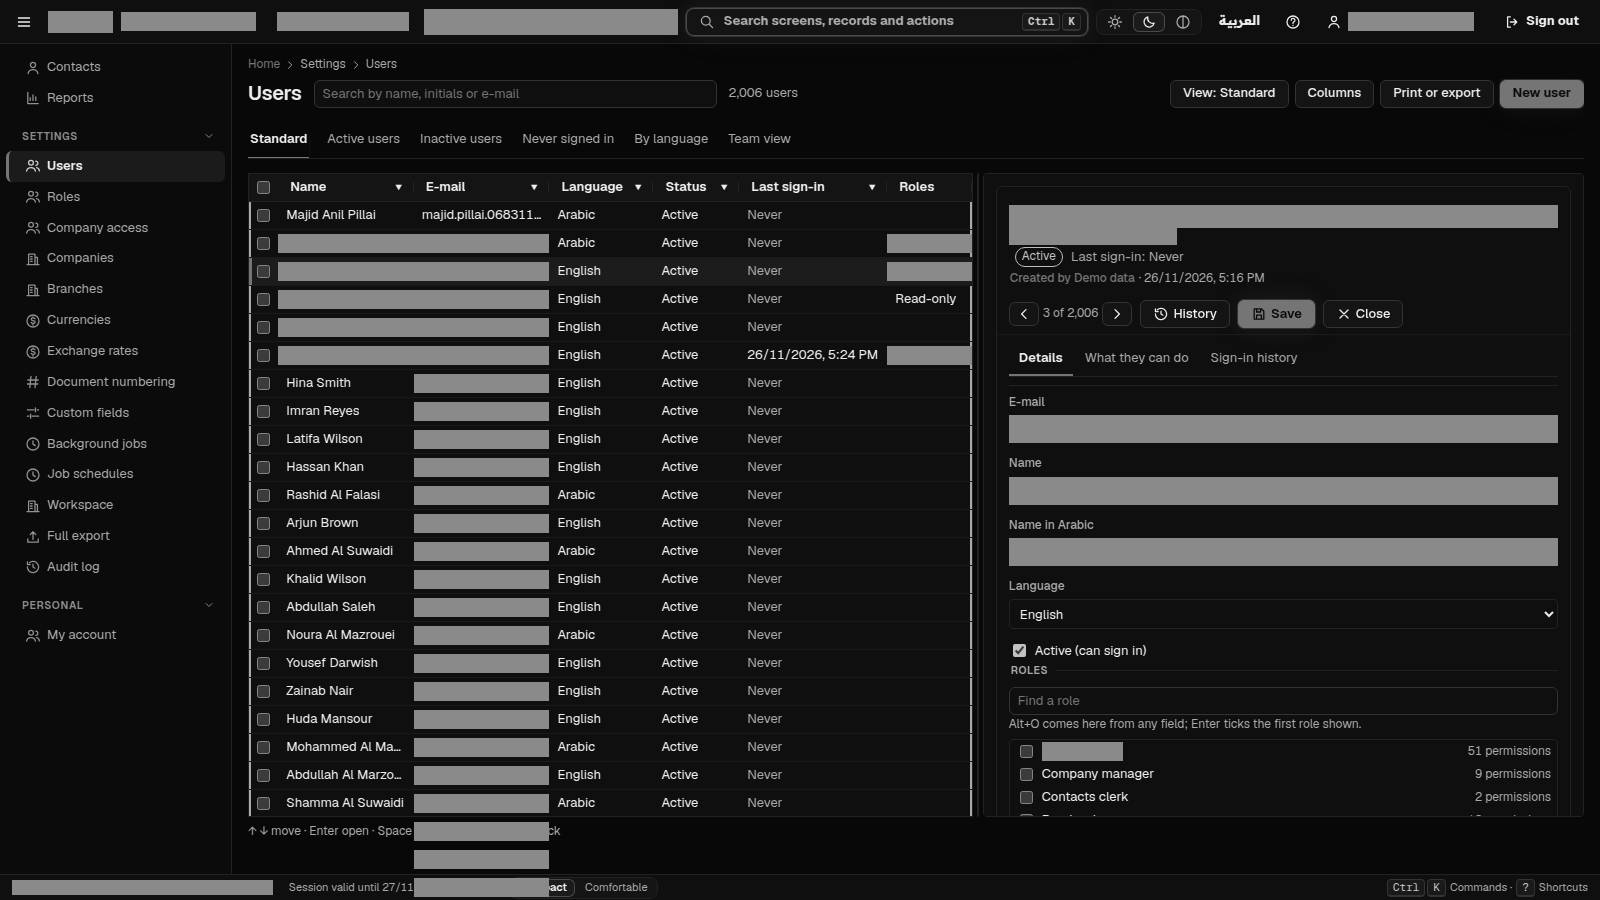 Search screens, records and actions Ctrl K العربية Sign out
Contacts
Reports
SETTINGS
Users
Roles
Company access
Companies
Branches
Currencies
Exchange rates
Document numbering
Custom fields
Background jobs
Job schedules
Workspace
Full export
Audit log
PERSONAL
My account
Home > Settings > Users
Users Search by name, initials or e-mail 2,006 users View: Standard Columns Print or export New user
Standard Active users Inactive users Never signed in By language Team view
Name E-mail Language Status Last sign-in Roles
Majid Anil Pillai majid.pillai.068311... Arabic Active Never
Arabic Active Never
English Active Never
English Active Never Read-only
English Active Never
English Active 26/11/2026, 5:24 PM
Hina Smith English Active Never
Imran Reyes English Active Never
Latifa Wilson English Active Never
Hassan Khan English Active Never
Rashid Al Falasi Arabic Active Never
Arjun Brown English Active Never
Ahmed Al Suwaidi Arabic Active Never
Khalid Wilson English Active Never
Abdullah Saleh English Active Never
Noura Al Mazrouei Arabic Active Never
Yousef Darwish English Active Never
Zainab Nair English Active Never
Huda Mansour English Active Never
Mohammed Al Ma... Arabic Active Never
Abdullah Al Marzo... English Active Never
Shamma Al Suwaidi Arabic Active Never
↑↓ move · Enter open · Space
Active Last sign-in: Never
Created by Demo data · 26/11/2026, 5:16 PM
3 of 2,006 History Save Close
Details What they can do Sign-in history
E-mail
Name
Name in Arabic
Language
English
Active (can sign in)
ROLES
Find a role
Alt+O comes here from any field; Enter ticks the first role shown.
51 permissions
Company manager 9 permissions
Contacts clerk 2 permissions
Session valid until 27/11 Comfortable Ctrl K Commands · ? Shortcuts